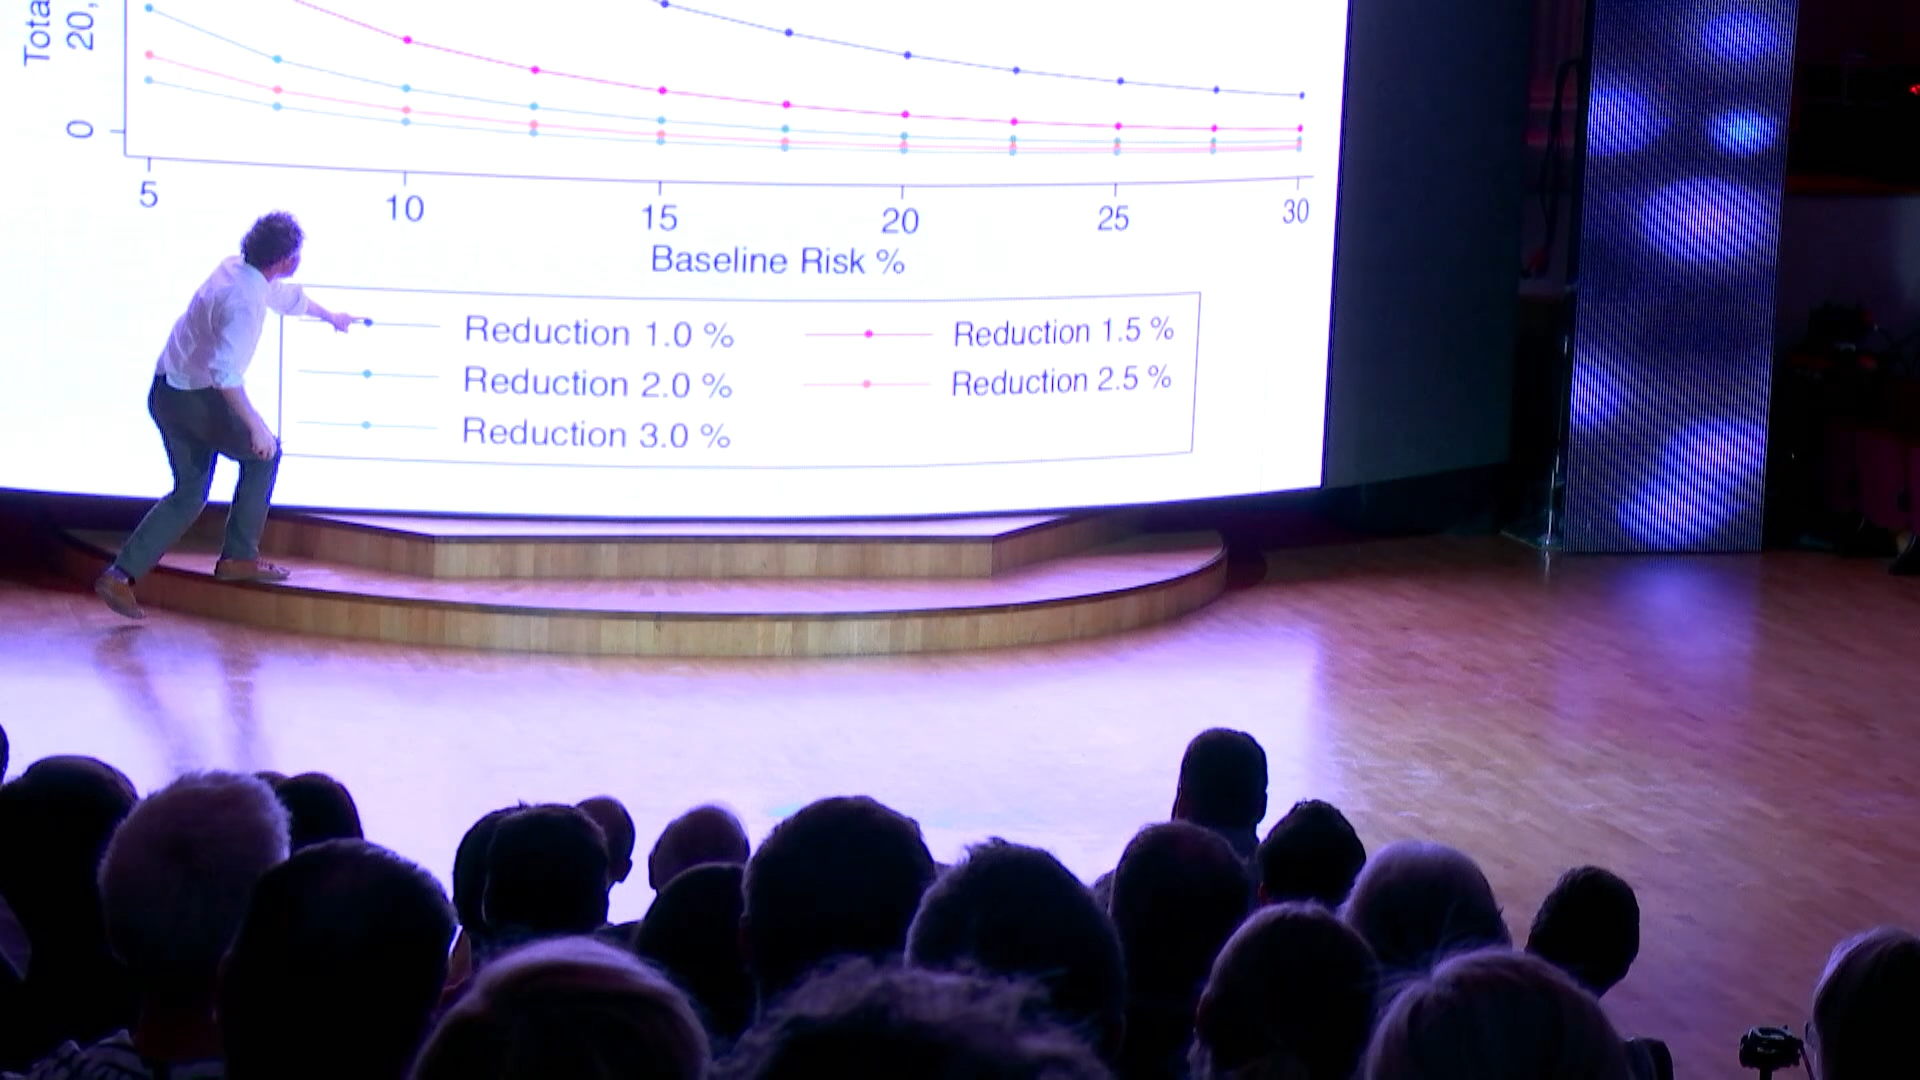 Tota
20,
0
5 10 15 20 25 30
Baseline Risk %
Reduction 1.0 % Reduction 1.5 %
Reduction 2.0 % Reduction 2.5 %
Reduction 3.0 %